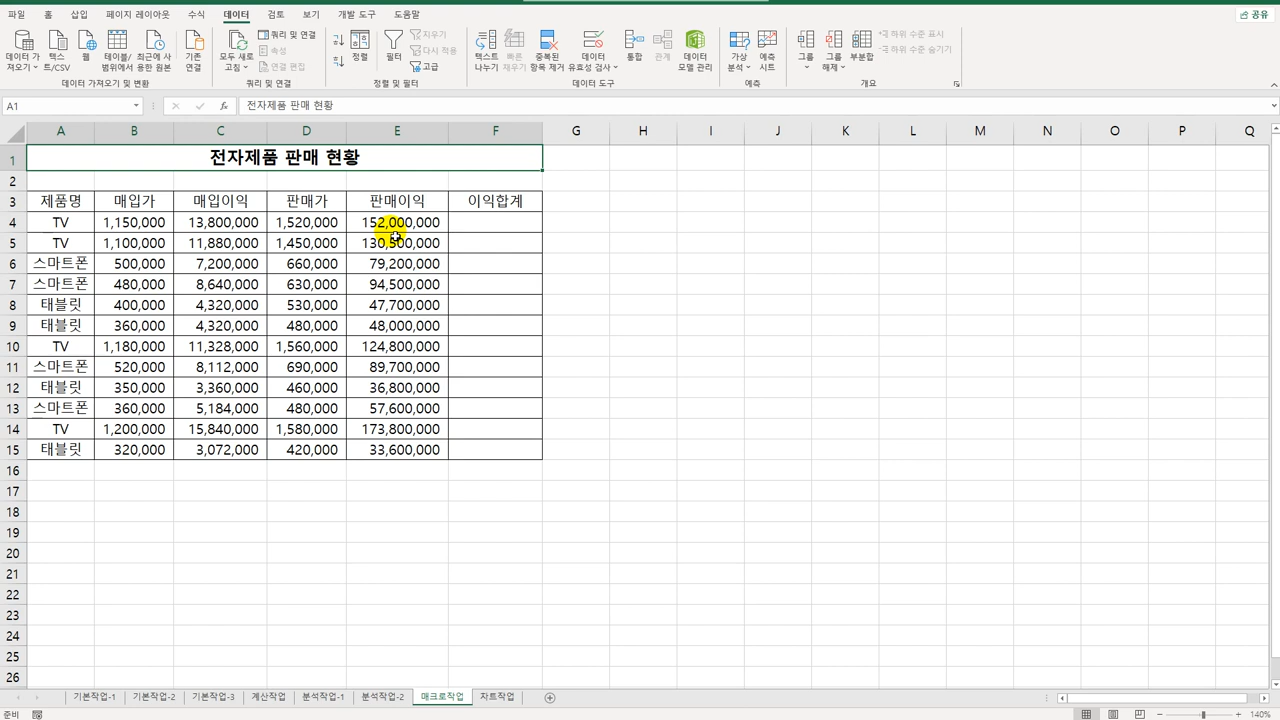 파일 홈 삽입 페이지 레이아웃 수식 데이터 검토 보기 개발 도구 도움말 공유
데이터 가져오기 텍스트/CSV 웹 테이블/범위에서 최근에 사용한 원본 기존 연결 모두 새로 고침 쿼리 및 연결 속성 연결 편집 정렬 필터 지우기 다시 적용 고급 텍스트 나누기 빠른 채우기 중복된 항목 제거 데이터 유효성 검사 통합 관계 데이터 모델 관리 가상 분석 예측 시트 그룹 그룹 해제 부분합 하위 수준 표시 하위 수준 숨기기
데이터 가져오기 및 변환 쿼리 및 연결 정렬 및 필터 데이터 도구 예측 개요
A1 fx 전자제품 판매 현황
A B C D E F G H I J K L M N O P Q
1 전자제품 판매 현황
2
3 제품명 매입가 매입이익 판매가 판매이익 이익합계
4 TV 1,150,000 13,800,000 1,520,000 152,000,000
5 TV 1,100,000 11,880,000 1,450,000 130,500,000
6 스마트폰 500,000 7,200,000 660,000 79,200,000
7 스마트폰 480,000 8,640,000 630,000 94,500,000
8 태블릿 400,000 4,320,000 530,000 47,700,000
9 태블릿 360,000 4,320,000 480,000 48,000,000
10 TV 1,180,000 11,328,000 1,560,000 124,800,000
11 스마트폰 520,000 8,112,000 690,000 89,700,000
12 태블릿 350,000 3,360,000 460,000 36,800,000
13 스마트폰 360,000 5,184,000 480,000 57,600,000
14 TV 1,200,000 15,840,000 1,580,000 173,800,000
15 태블릿 320,000 3,072,000 420,000 33,600,000
16
17
18
19
20
21
22
23
24
25
26
기본작업-1 기본작업-2 기본작업-3 계산작업 분석작업-1 분석작업-2 매크로작업 차트작업
준비 140%